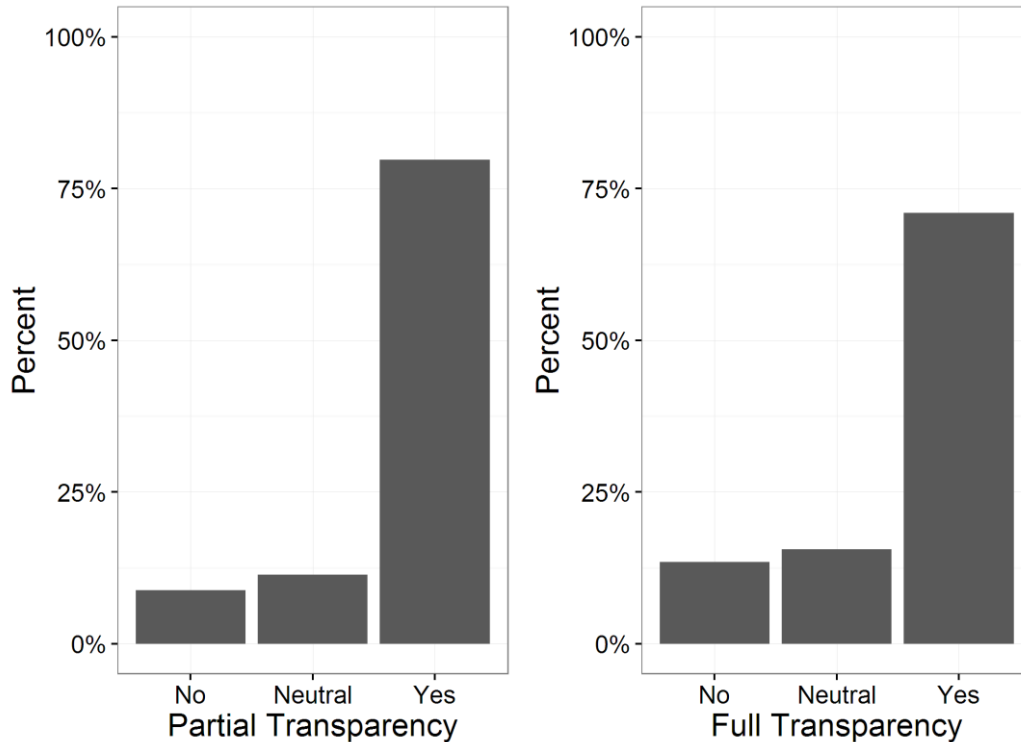 Percent
100%
75%
50%
25%
0%
No Neutral Yes
Partial Transparency
Percent
100%
75%
50%
25%
0%
No Neutral Yes
Full Transparency